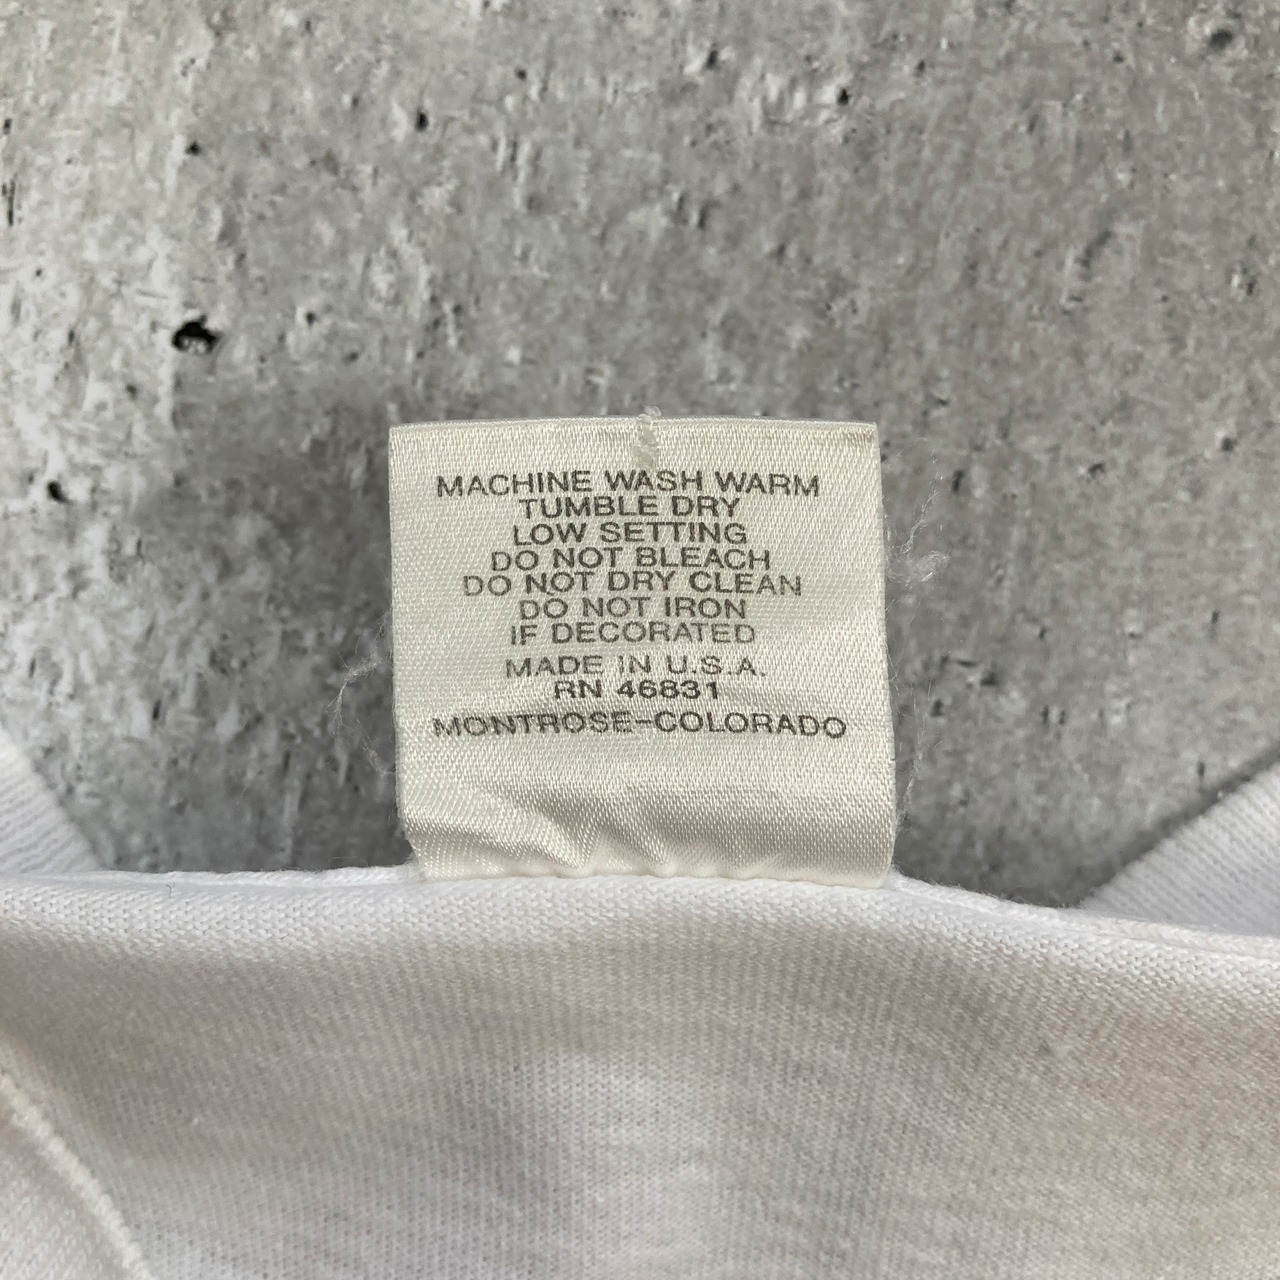 MACHINE WASH WARM
TUMBLE DRY
LOW SETTING
DO NOT BLEACH
DO NOT DRY CLEAN
DO NOT IRON
IF DECORATED
MADE IN U.S.A.
RN 46831
MONTROSE-COLORADO